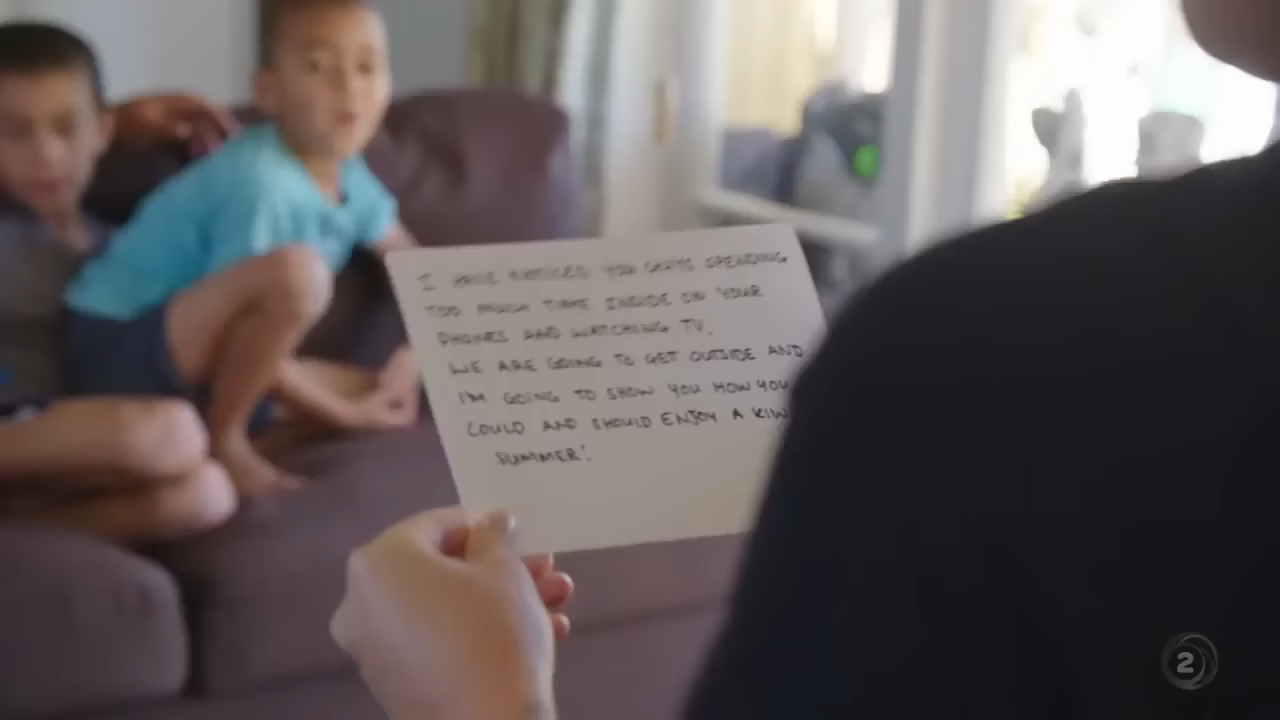 I HAVE NOTICED YOU GUYS SPENDING
TOO MUCH TIME INSIDE ON YOUR
PHONES AND WATCHING TV.
WE ARE GOING TO GET OUTSIDE AND
I'M GOING TO SHOW YOU HOW YOU
COULD AND SHOULD ENJOY A KIW
SUMMER'.
2